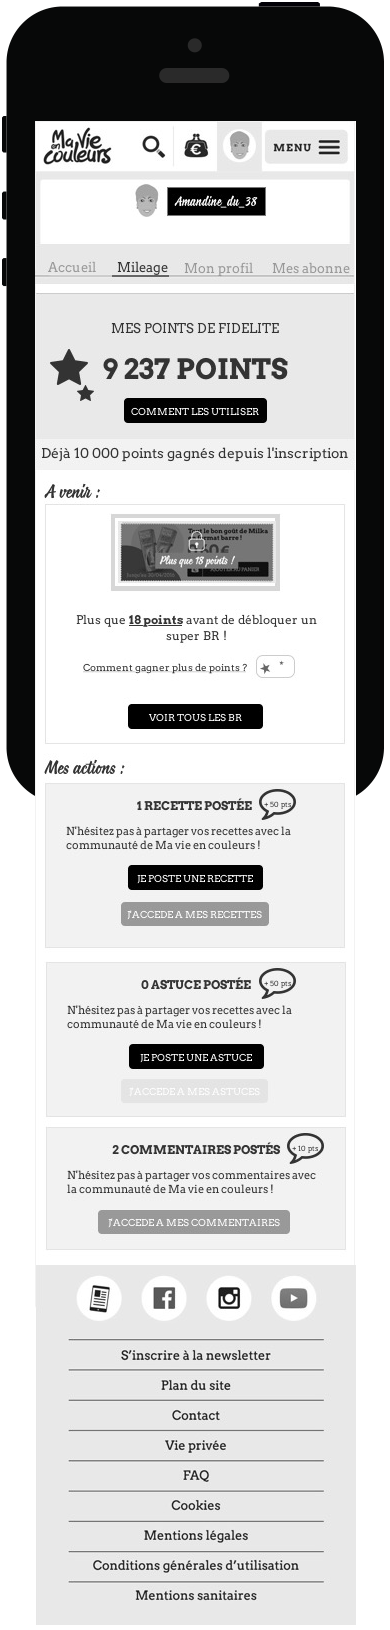 Ma Vie
en
couleurs
MENU
Amandine_du_38
Accueil Mileage Mon profil Mes abonne
MES POINTS DE FIDELITE
9 237 POINTS
COMMENT LES UTILISER
Déjà 10 000 points gagnés depuis l'inscription
A venir :
Tout le bon goût de Milka
Plus que 18 points !
Plus que 18 points avant de débloquer un
super BR !
Comment gagner plus de points ?
VOIR TOUS LES BR
Mes actions :
1 RECETTE POSTÉE + 50 pts
N'hésitez pas à partager vos recettes avec la
communauté de Ma vie en couleurs !
JE POSTE UNE RECETTE
J'ACCEDE A MES RECETTES
0 ASTUCE POSTÉE + 50 pts
N'hésitez pas à partager vos recettes avec la
communauté de Ma vie en couleurs !
JE POSTE UNE ASTUCE
J'ACCEDE A MES ASTUCES
2 COMMENTAIRES POSTÉS + 10 pts
N'hésitez pas à partager vos commentaires avec
la communauté de Ma vie en couleurs !
J'ACCEDE A MES COMMENTAIRES
S’inscrire à la newsletter
Plan du site
Contact
Vie privée
FAQ
Cookies
Mentions légales
Conditions générales d’utilisation
Mentions sanitaires